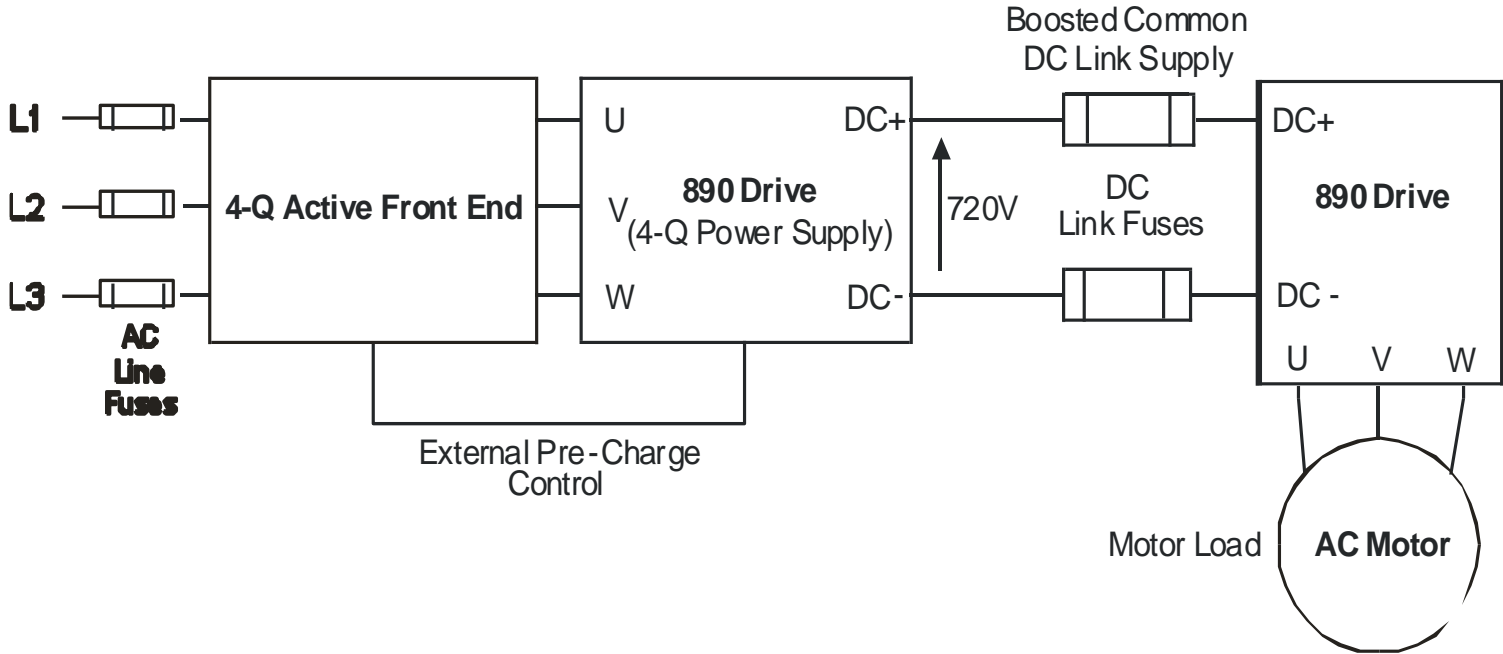 Boosted Common
DC Link Supply
L1
L2
L3
AC
Line
Fuses
4-Q Active Front End
U
V
W
890 Drive
(4-Q Power Supply)
DC+
DC-
720V
DC
Link Fuses
DC+
890 Drive
DC -
U V W
External Pre-Charge
Control
Motor Load
AC Motor